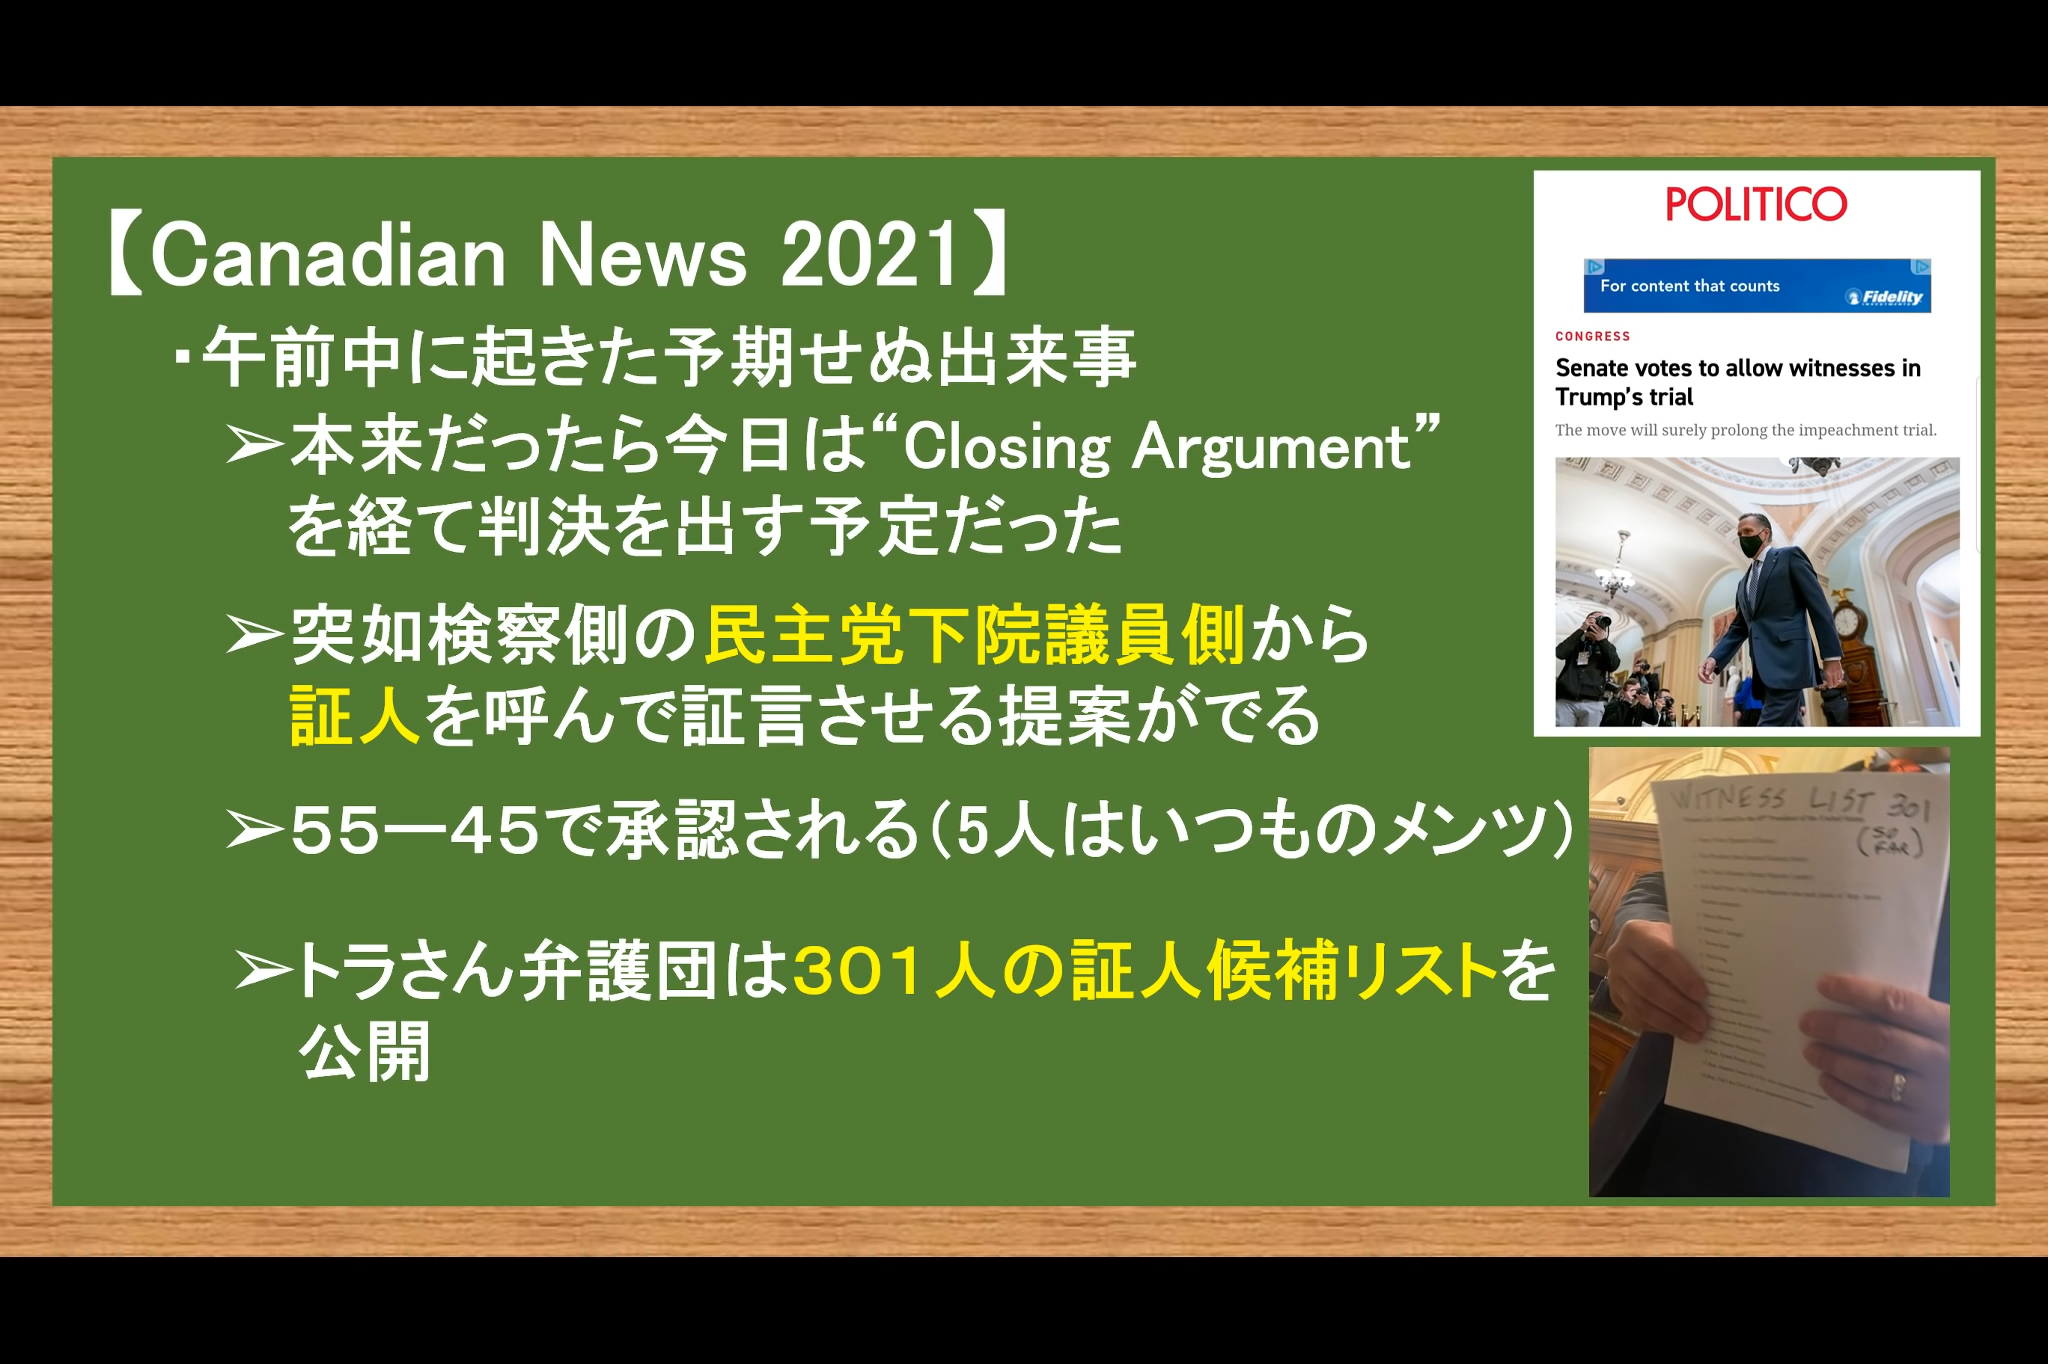 【Canadian News 2021】
・午前中に起きた予期せぬ出来事
➢本来だったら今日は“Closing Argument”
を経て判決を出す予定だった
➢突如検察側の民主党下院議員側から
証人を呼んで証言させる提案がでる
➢55ー45で承認される（5人はいつものメンツ）
➢トラさん弁護団は301人の証人候補リストを
公開
POLITICO
For content that counts
Fidelity
CONGRESS
Senate votes to allow witnesses in
Trump’s trial
The move will surely prolong the impeachment trial.
WITNESS LIST 301
(SO
FAR)